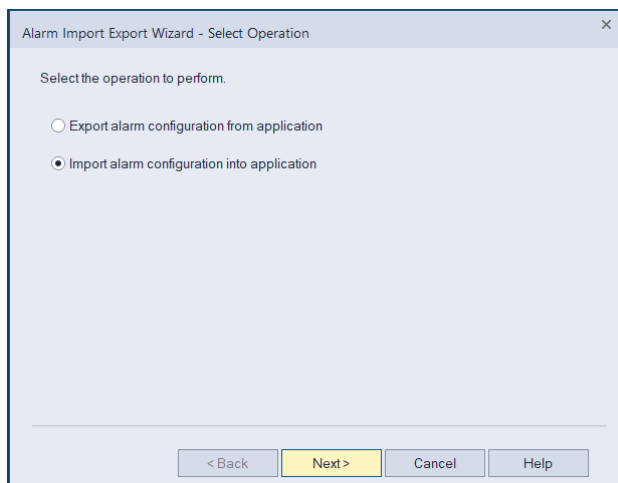 Alarm Import Export Wizard - Select Operation
Select the operation to perform.
Export alarm configuration from application
Import alarm configuration into application
< Back Next > Cancel Help